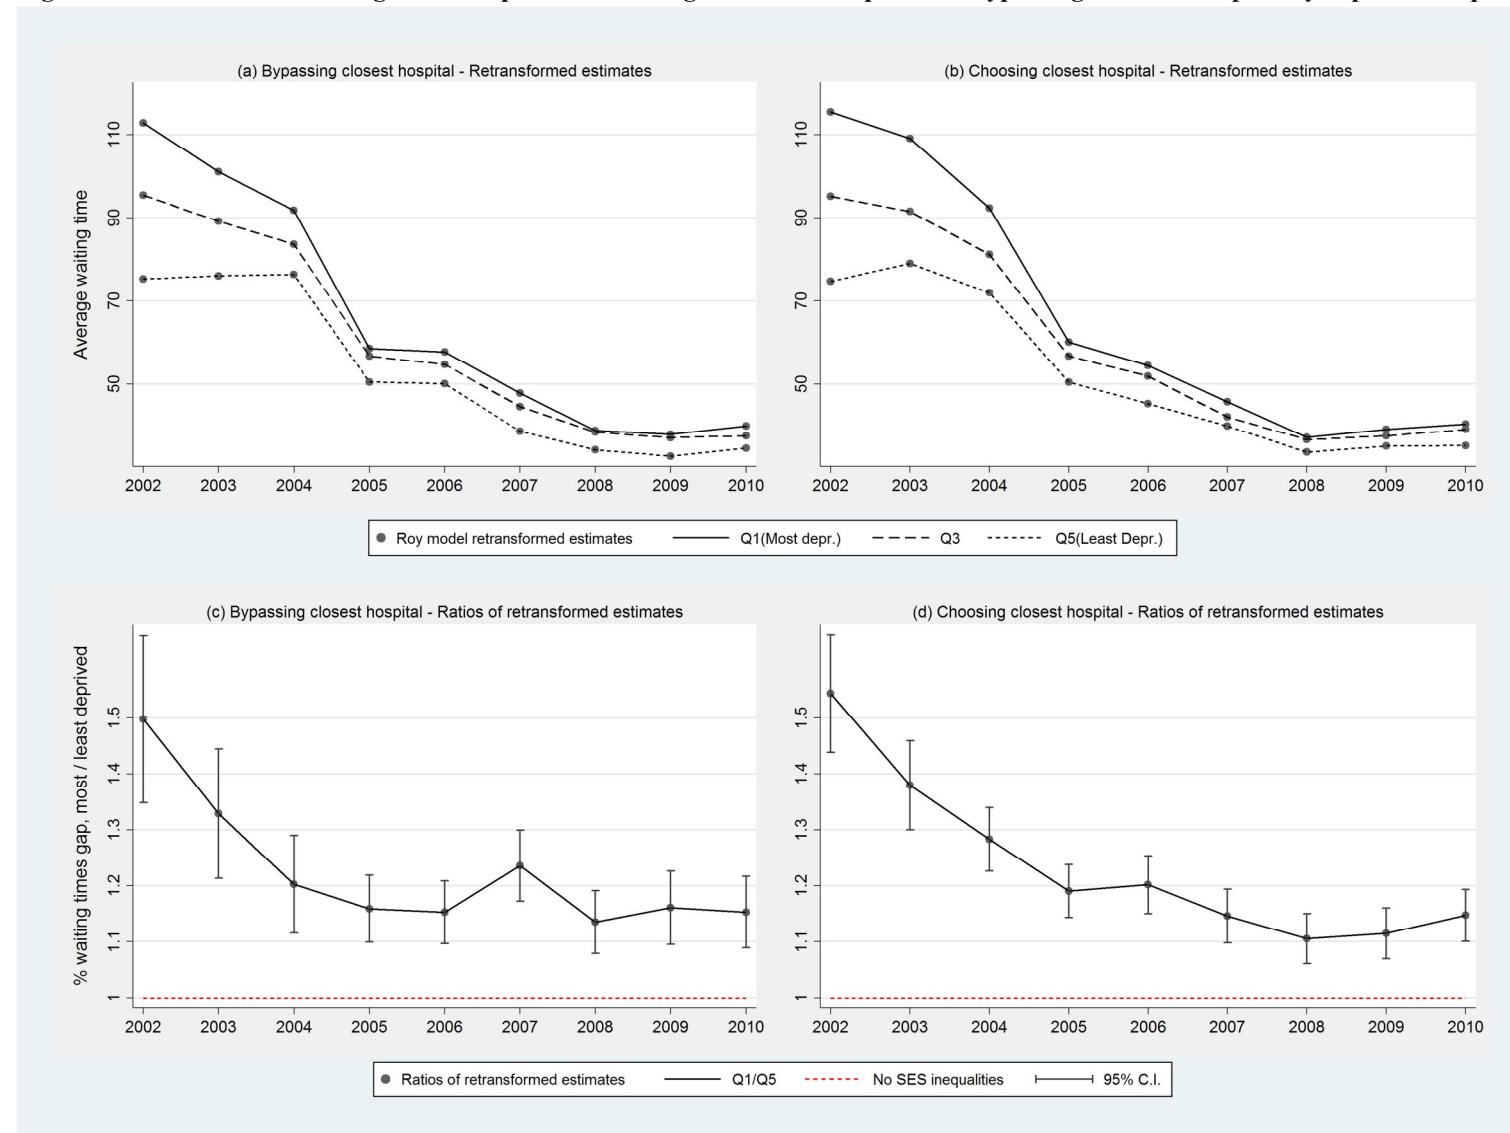 (a) Bypassing closest hospital - Retransformed estimates
Average waiting time
110
90
70
50
2002 2003 2004 2005 2006 2007 2008 2009 2010
(b) Choosing closest hospital - Retransformed estimates
110
90
70
50
2002 2003 2004 2005 2006 2007 2008 2009 2010
Roy model retransformed estimates Q1(Most depr.) Q3 Q5(Least Depr.)
(c) Bypassing closest hospital - Ratios of retransformed estimates
% waiting times gap, most / least deprived
1.5
1.4
1.3
1.2
1.1
1
2002 2003 2004 2005 2006 2007 2008 2009 2010
(d) Choosing closest hospital - Ratios of retransformed estimates
1.5
1.4
1.3
1.2
1.1
1
2002 2003 2004 2005 2006 2007 2008 2009 2010
Ratios of retransformed estimates Q1/Q5 No SES inequalities 95% C.I.